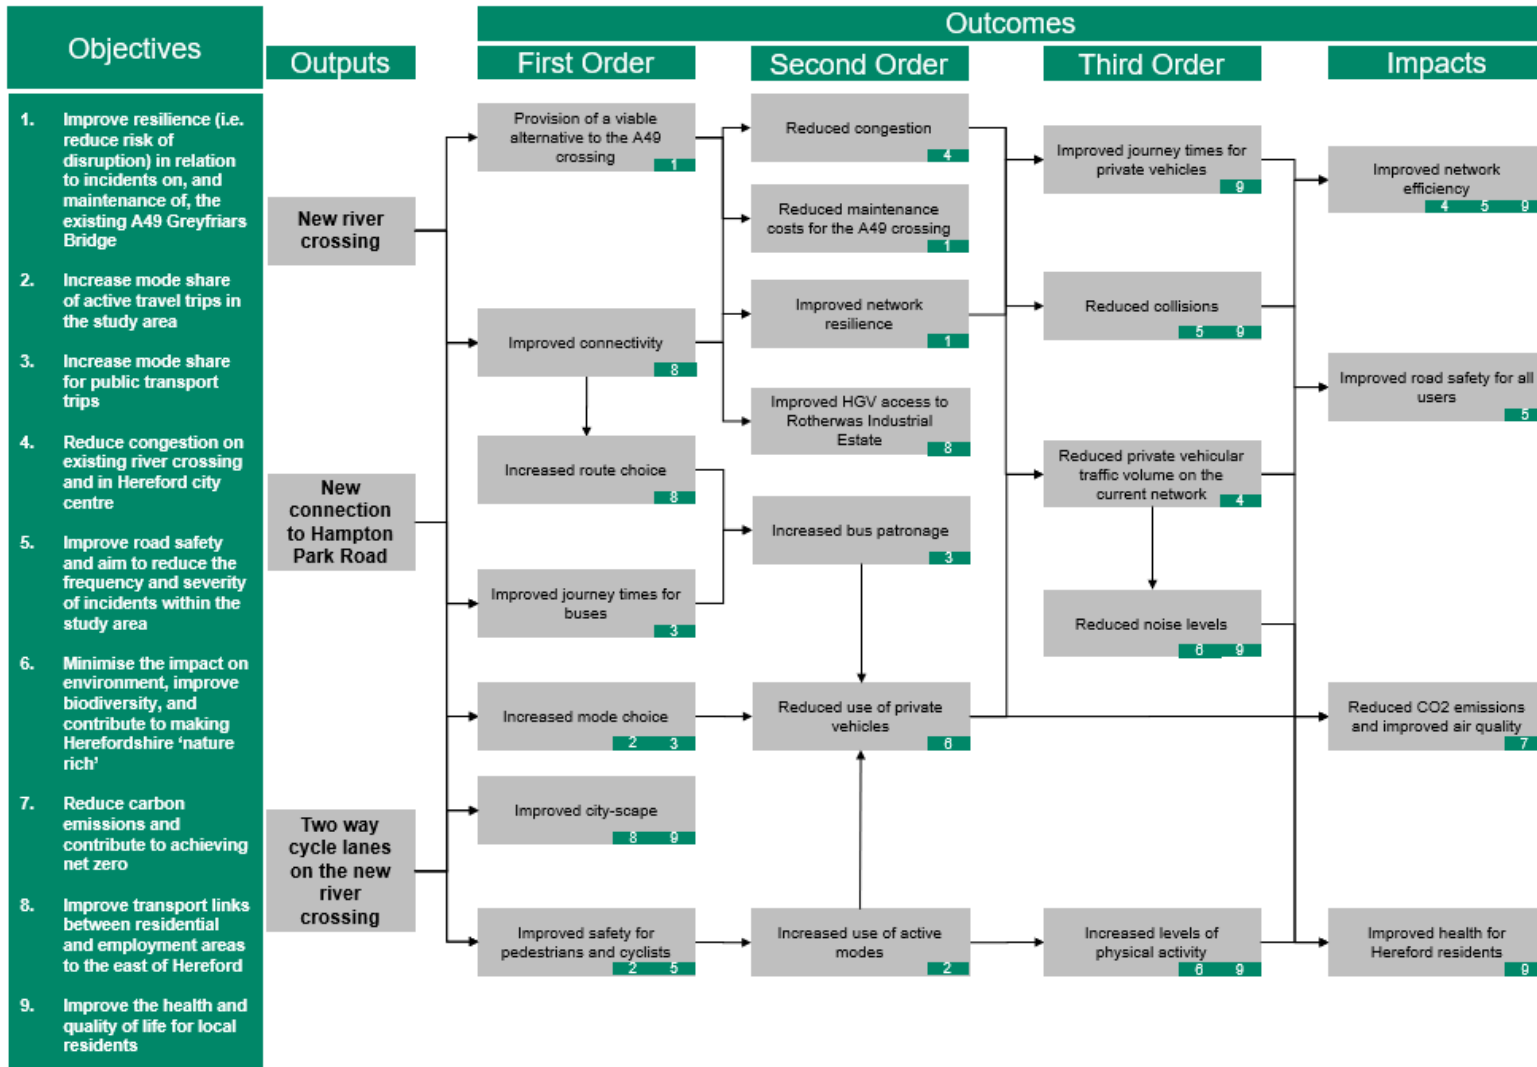 Objectives
1. Improve resilience (i.e.
reduce risk of
disruption) in relation
to incidents on, and
maintenance of, the
existing A49 Greyfriars
Bridge
2. Increase mode share
of active travel trips in
the study area
3. Increase mode share
for public transport
trips
4. Reduce congestion on
existing river crossing
and in Hereford city
centre
5. Improve road safety
and aim to reduce the
frequency and severity
of incidents within the
study area
6. Minimise the impact on
environment, improve
biodiversity, and
contribute to making
Herefordshire ‘nature
rich’
7. Reduce carbon
emissions and
contribute to achieving
net zero
8. Improve transport links
between residential
and employment areas
to the east of Hereford
9. Improve the health and
quality of life for local
residents
Outputs
New river
crossing
New
connection
to Hampton
Park Road
Two way
cycle lanes
on the new
river
crossing
Outcomes
First Order
Provision of a viable
alternative to the A49
crossing
1
Improved connectivity
8
Increased route choice
8
Improved journey times for
buses
3
Increased mode choice
2 3
Improved city-scape
8 9
Improved safety for
pedestrians and cyclists
2 5
Second Order
Reduced congestion
4
Reduced maintenance
costs for the A49 crossing
1
Improved network
resilience
1
Improved HGV access to
Rotherwas Industrial
Estate
8
Increased bus patronage
3
Reduced use of private
vehicles
6
Increased use of active
modes
2
Third Order
Improved journey times for
private vehicles
9
Reduced collisions
5 9
Reduced private vehicular
traffic volume on the
current network
4
Reduced noise levels
6 9
Increased levels of
physical activity
6 9
Impacts
Improved network
efficiency
4 5 9
Improved road safety for all
users
5
Reduced CO2 emissions
and improved air quality
7
Improved health for
Hereford residents
9